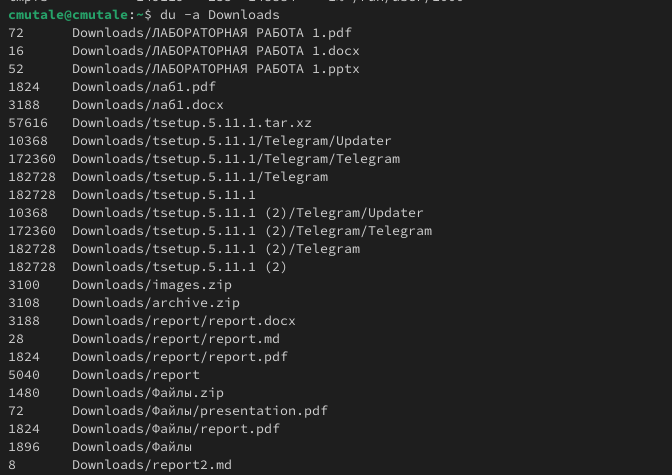 cmutale@cmutale:~$ du -a Downloads
72 Downloads/ЛАБОРАТОРНАЯ РАБОТА 1.pdf
16 Downloads/ЛАБОРАТОРНАЯ РАБОТА 1.docx
52 Downloads/ЛАБОРАТОРНАЯ РАБОТА 1.pptx
1824 Downloads/лаб1.pdf
3188 Downloads/лаб1.docx
57616 Downloads/tsetup.5.11.1.tar.xz
10368 Downloads/tsetup.5.11.1/Telegram/Updater
172360 Downloads/tsetup.5.11.1/Telegram/Telegram
182728 Downloads/tsetup.5.11.1/Telegram
182728 Downloads/tsetup.5.11.1
10368 Downloads/tsetup.5.11.1 (2)/Telegram/Updater
172360 Downloads/tsetup.5.11.1 (2)/Telegram/Telegram
182728 Downloads/tsetup.5.11.1 (2)/Telegram
182728 Downloads/tsetup.5.11.1 (2)
3100 Downloads/images.zip
3108 Downloads/archive.zip
3188 Downloads/report/report.docx
28 Downloads/report/report.md
1824 Downloads/report/report.pdf
5040 Downloads/report
1480 Downloads/Файлы.zip
72 Downloads/Файлы/presentation.pdf
1824 Downloads/Файлы/report.pdf
1896 Downloads/Файлы
8 Downloads/report2.md